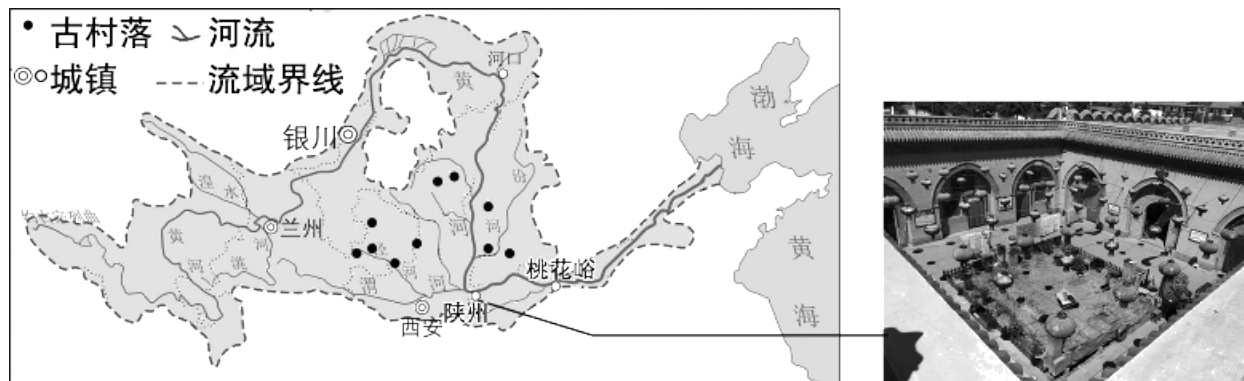 古村落 河流
城镇 流域界线
河口
黄
渤
海
银川
湟
水
汾
兰州
黄
河
洮
河
河
河
泾
河
渭
河
桃花峪
陕州
西安
黄
海